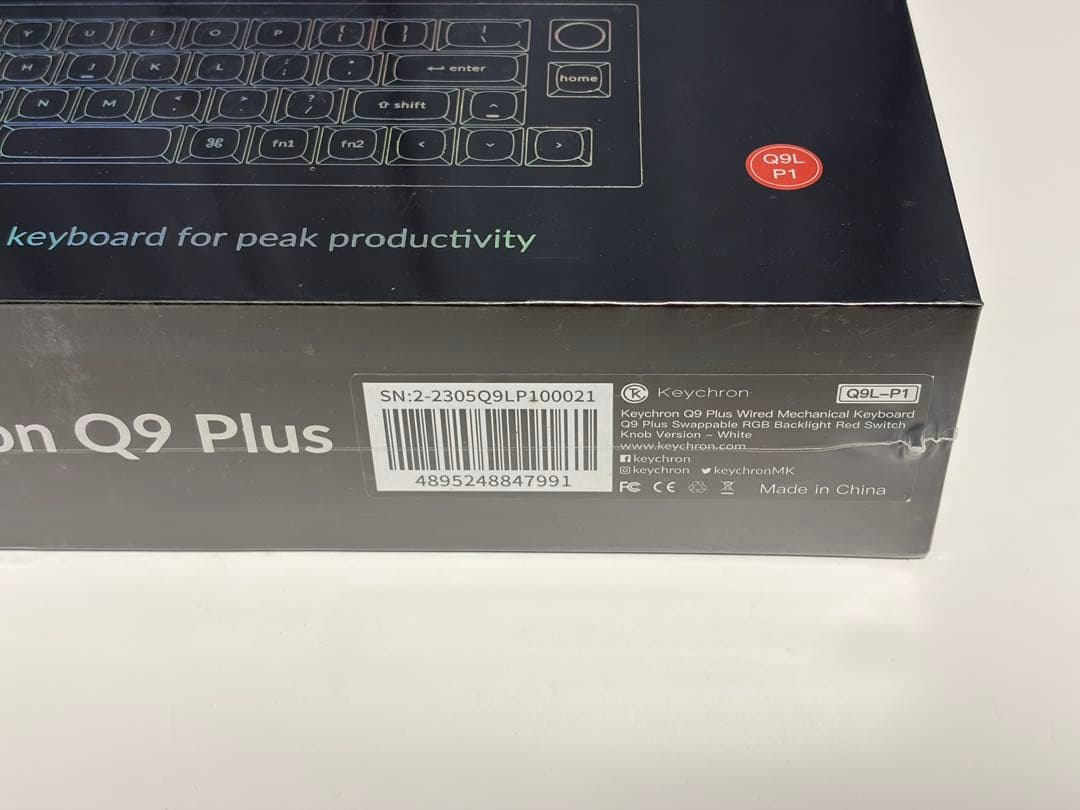 Y U I O P { [ } ] | \
H J K L : ; " ' ← enter home
N M < , > . ? / ⇧ shift ^
⌘ fn1 fn2 < ⌄ >
Q9L
P1
keyboard for peak productivity
on Q9 Plus
SN:2-2305Q9LP100021
4895248847991
Keychron
Q9L-P1
Keychron Q9 Plus Wired Mechanical Keyboard
Q9 Plus Swappable RGB Backlight Red Switch
Knob Version - White
www.keychron.com
keychron
keychron keychronMK
FC CE Made in China